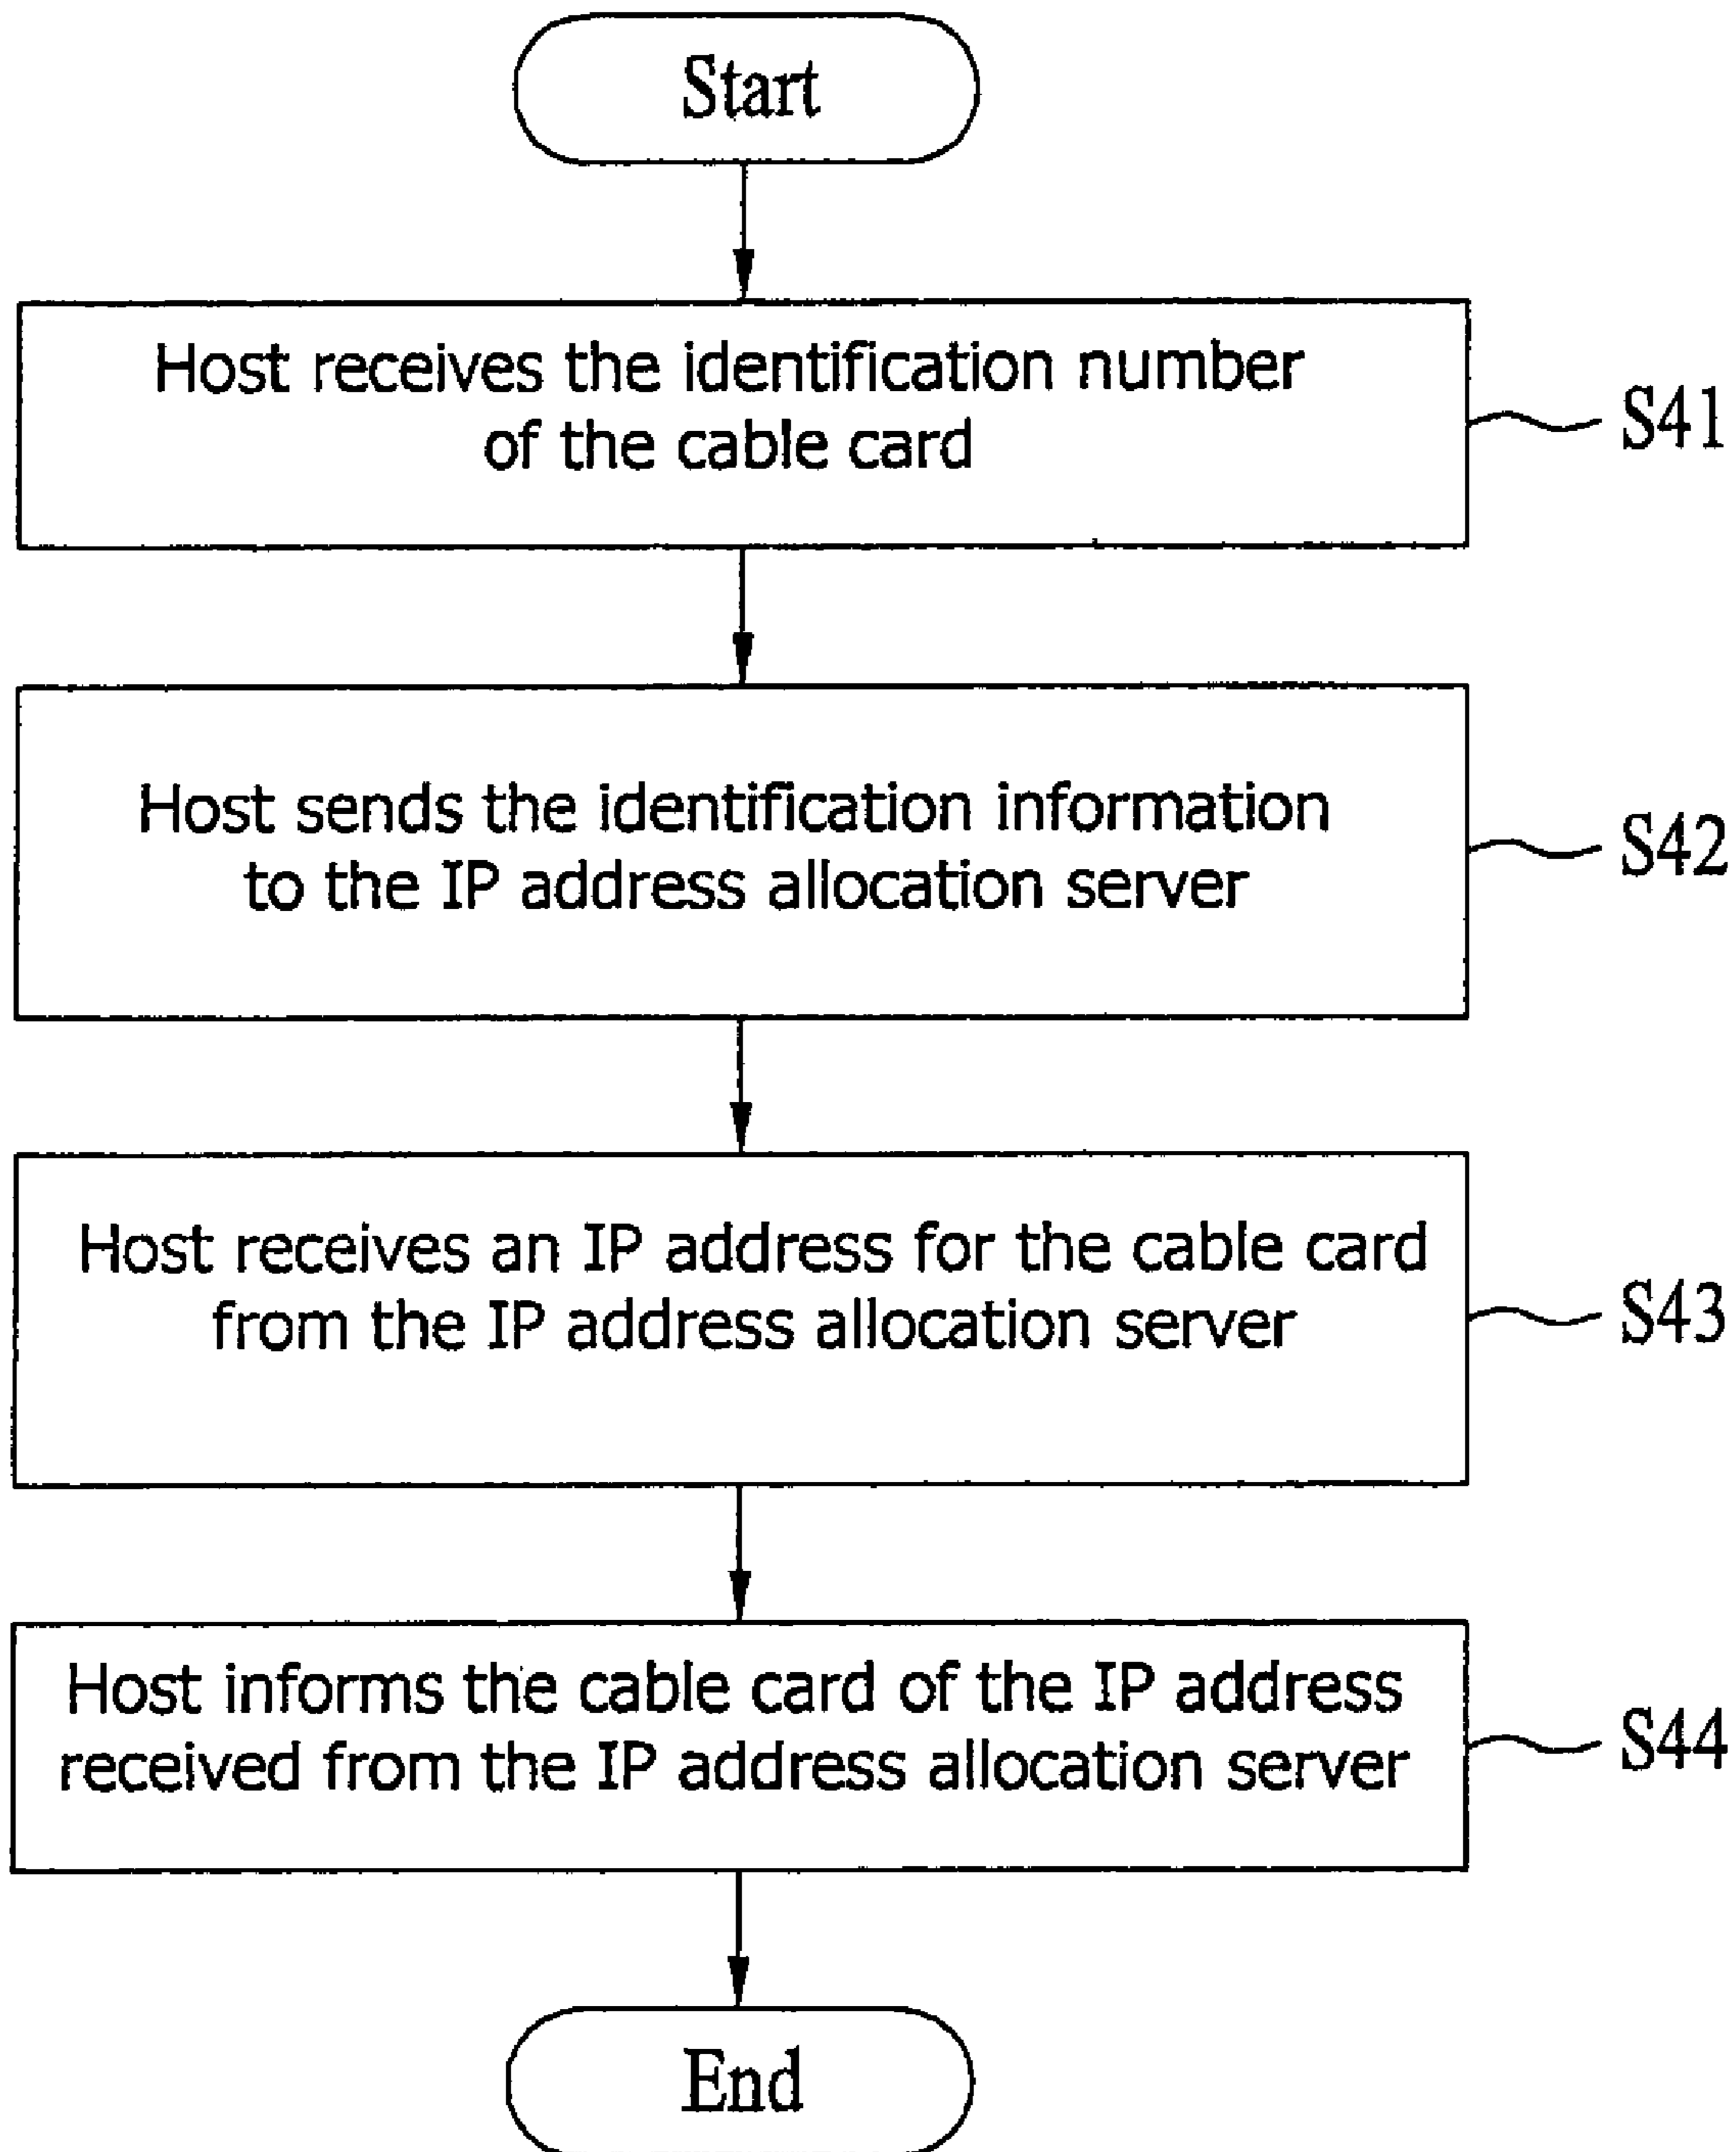 Start
Host receives the identification number
of the cable card
S41
Host sends the identification information
to the IP address allocation server
S42
Host receives an IP address for the cable card
from the IP address allocation server
S43
Host informs the cable card of the IP address
received from the IP address allocation server
S44
End